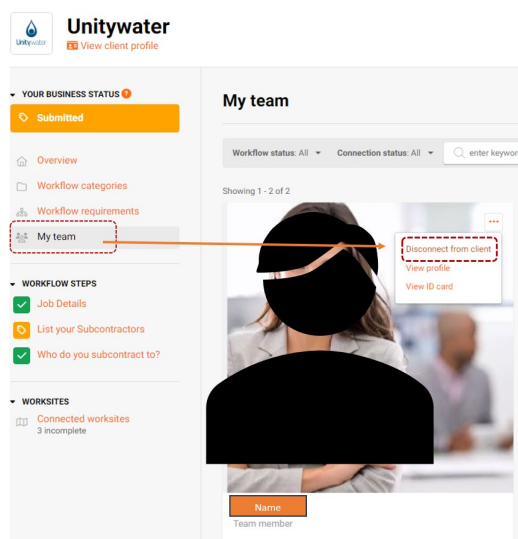 Unitywater
Unitywater
View client profile
YOUR BUSINESS STATUS ?
Submitted
Overview
Workflow categories
Workflow requirements
My team
WORKFLOW STEPS
Job Details
List your Subcontractors
Who do you subcontract to?
WORKSITES
Connected worksites
3 incomplete
My team
Workflow status: All
Connection status: All
enter keywor
Showing 1 - 2 of 2
Disconnect from client
View profile
View ID card
Name
Team member